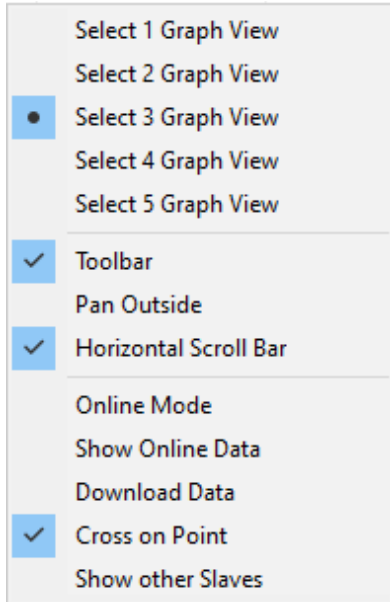 Select 1 Graph View
Select 2 Graph View
Select 3 Graph View
Select 4 Graph View
Select 5 Graph View
Toolbar
Pan Outside
Horizontal Scroll Bar
Online Mode
Show Online Data
Download Data
Cross on Point
Show other Slaves